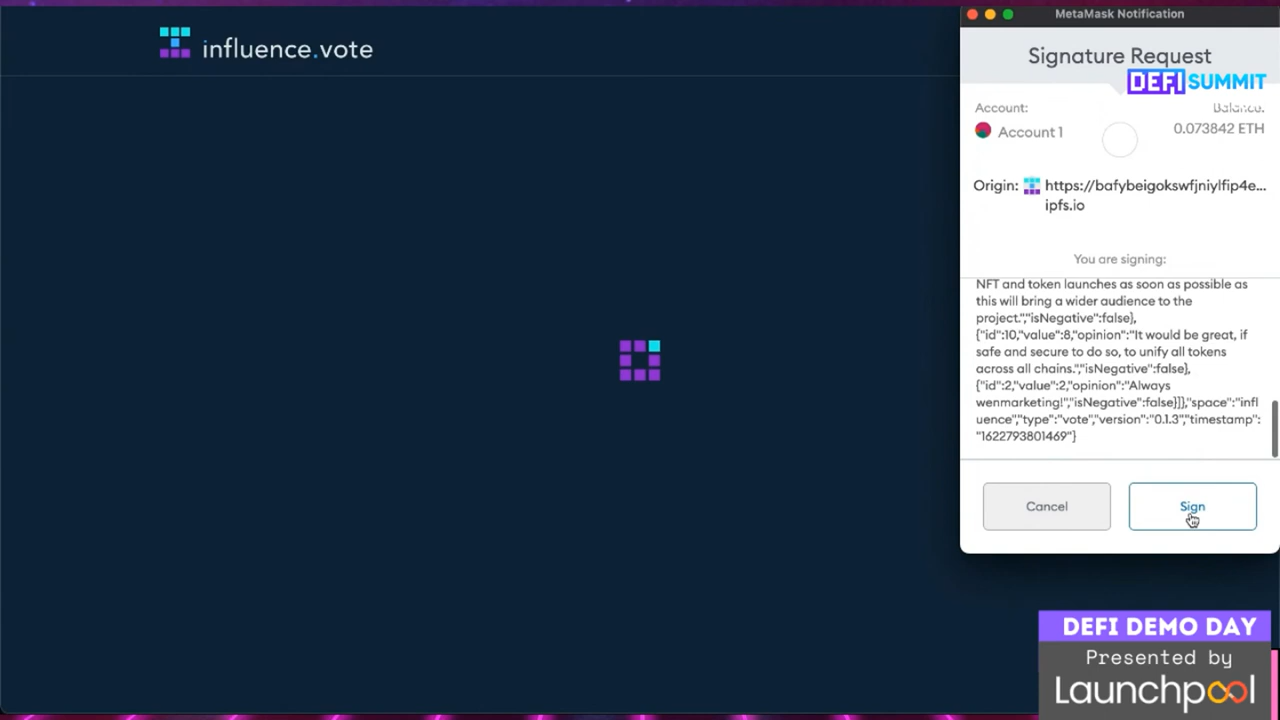 influence.vote
MetaMask Notification
Signature Request
DEFI SUMMIT
Account:
Balance:
Account 1
0.073842 ETH
Origin:
https://bafybeigokswfjniylfip4e...
ipfs.io
You are signing:
NFT and token launches as soon as possible as
this will bring a wider audience to the
project.","isNegative":false},
{"id":10,"value":8,"opinion":"It would be great, if
safe and secure to do so, to unify all tokens
across all chains.","isNegative":false},
{"id":2,"value":2,"opinion":"Always
wenmarketing!","isNegative":false}]},"space":"infl
uence","type":"vote","version":"0.1.3","timestamp":
"1622793801469"}
Cancel
Sign
DEFI DEMO DAY
Presented by
Launchpool